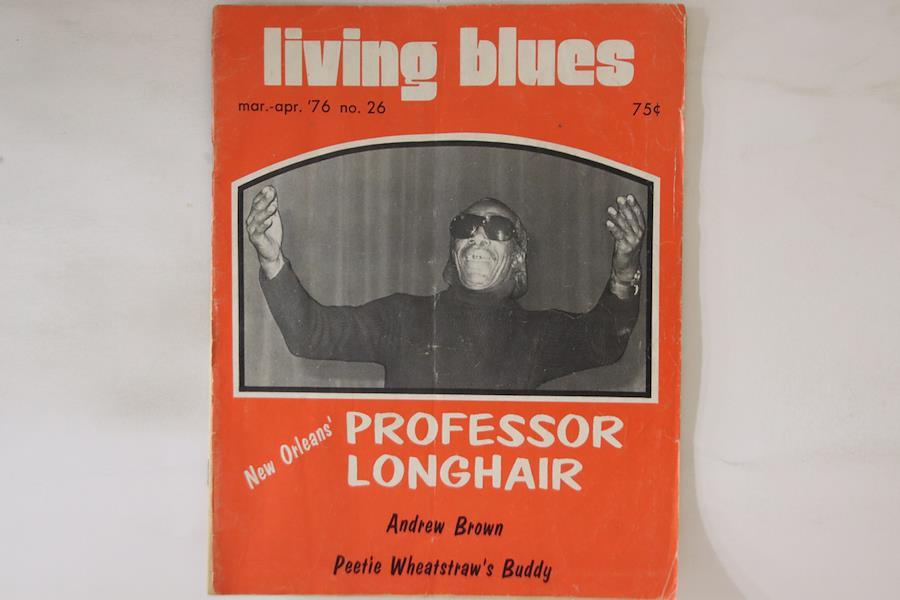 living blues
mar.-apr. '76 no. 26
75¢
New Orleans'
PROFESSOR
LONGHAIR
Andrew Brown
Peetie Wheatstraw's Buddy